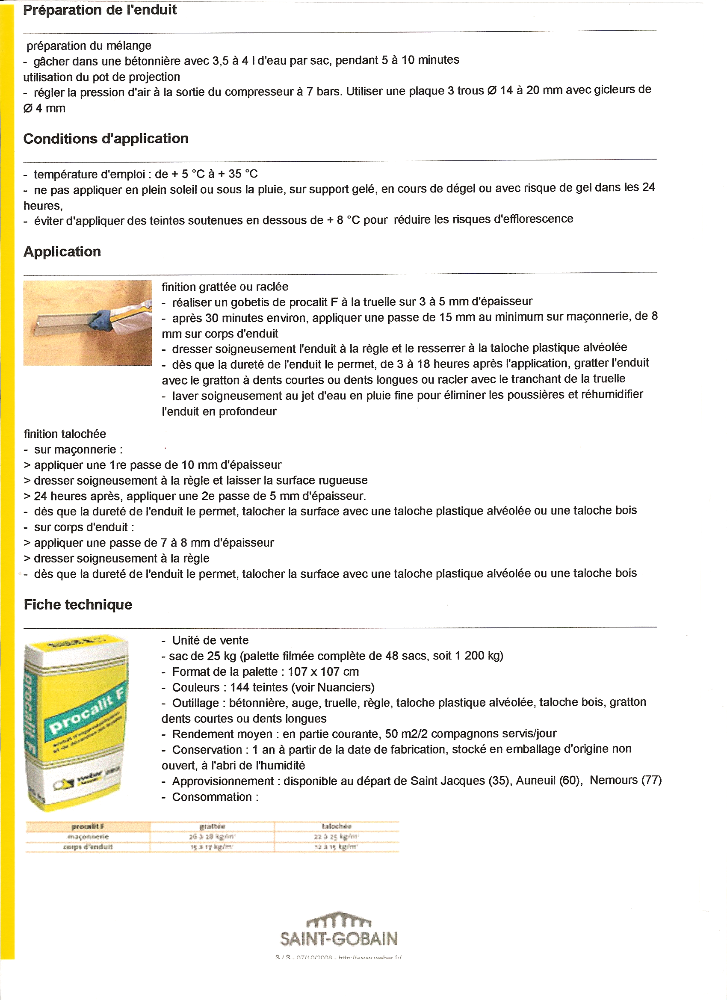 Préparation de l'enduit
préparation du mélange
- gâcher dans une bétonnière avec 3,5 à 4 l d'eau par sac, pendant 5 à 10 minutes
utilisation du pot de projection
- régler la pression d'air à la sortie du compresseur à 7 bars. Utiliser une plaque 3 trous Ø 14 à 20 mm avec gicleurs de
Ø 4 mm
Conditions d'application
- température d'emploi : de + 5 °C à + 35 °C
- ne pas appliquer en plein soleil ou sous la pluie, sur support gelé, en cours de dégel ou avec risque de gel dans les 24
heures,
- éviter d'appliquer des teintes soutenues en dessous de + 8 °C pour réduire les risques d'efflorescence
Application
finition grattée ou raclée
- réaliser un gobetis de procalit F à la truelle sur 3 à 5 mm d'épaisseur
- après 30 minutes environ, appliquer une passe de 15 mm au minimum sur maçonnerie, de 8
mm sur corps d'enduit
- dresser soigneusement l'enduit à la règle et le resserrer à la taloche plastique alvéolée
- dès que la dureté de l'enduit le permet, de 3 à 18 heures après l'application, gratter l'enduit
avec le gratton à dents courtes ou dents longues ou racler avec le tranchant de la truelle
- laver soigneusement au jet d'eau en pluie fine pour éliminer les poussières et réhumidifier
l'enduit en profondeur
finition talochée
- sur maçonnerie :
> appliquer une 1re passe de 10 mm d'épaisseur
> dresser soigneusement à la règle et laisser la surface rugueuse
> 24 heures après, appliquer une 2e passe de 5 mm d'épaisseur.
- dès que la dureté de l'enduit le permet, talocher la surface avec une taloche plastique alvéolée ou une taloche bois
- sur corps d'enduit :
> appliquer une passe de 7 à 8 mm d'épaisseur
> dresser soigneusement à la règle
- dès que la dureté de l'enduit le permet, talocher la surface avec une taloche plastique alvéolée ou une taloche bois
Fiche technique
- Unité de vente
- sac de 25 kg (palette filmée complète de 48 sacs, soit 1 200 kg)
- Format de la palette : 107 x 107 cm
- Couleurs : 144 teintes (voir Nuanciers)
- Outillage : bétonnière, auge, truelle, règle, taloche plastique alvéolée, taloche bois, gratton
dents courtes ou dents longues
- Rendement moyen : en partie courante, 50 m2/2 compagnons servis/jour
- Conservation : 1 an à partir de la date de fabrication, stocké en emballage d'origine non
ouvert, à l'abri de l'humidité
- Approvisionnement : disponible au départ de Saint Jacques (35), Auneuil (60), Nemours (77)
- Consommation :
procalit F
procalit F
weber
procalit F grattée talochée
maçonnerie 26 à 28 kg/m² 22 à 25 kg/m²
corps d'enduit 15 à 17 kg/m² 12 à 15 kg/m²
SAINT-GOBAIN
3 / 3 - 07/10/2008 - http://www.weber.fr/